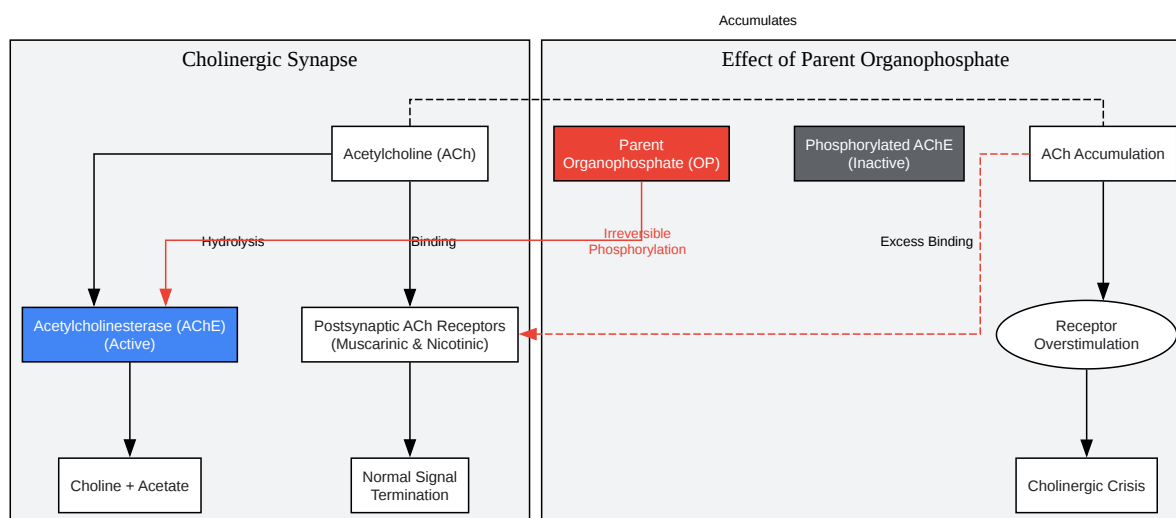 Accumulates
Cholinergic Synapse
Effect of Parent Organophosphate
Acetylcholine (ACh)
Parent
Organophosphate (OP)
Phosphorylated AChE
(Inactive)
ACh Accumulation
Hydrolysis
Binding
Irreversible
Phosphorylation
Excess Binding
Acetylcholinesterase (AChE)
(Active)
Postsynaptic ACh Receptors
(Muscarinic & Nicotinic)
Receptor
Overstimulation
Choline + Acetate
Normal Signal
Termination
Cholinergic Crisis